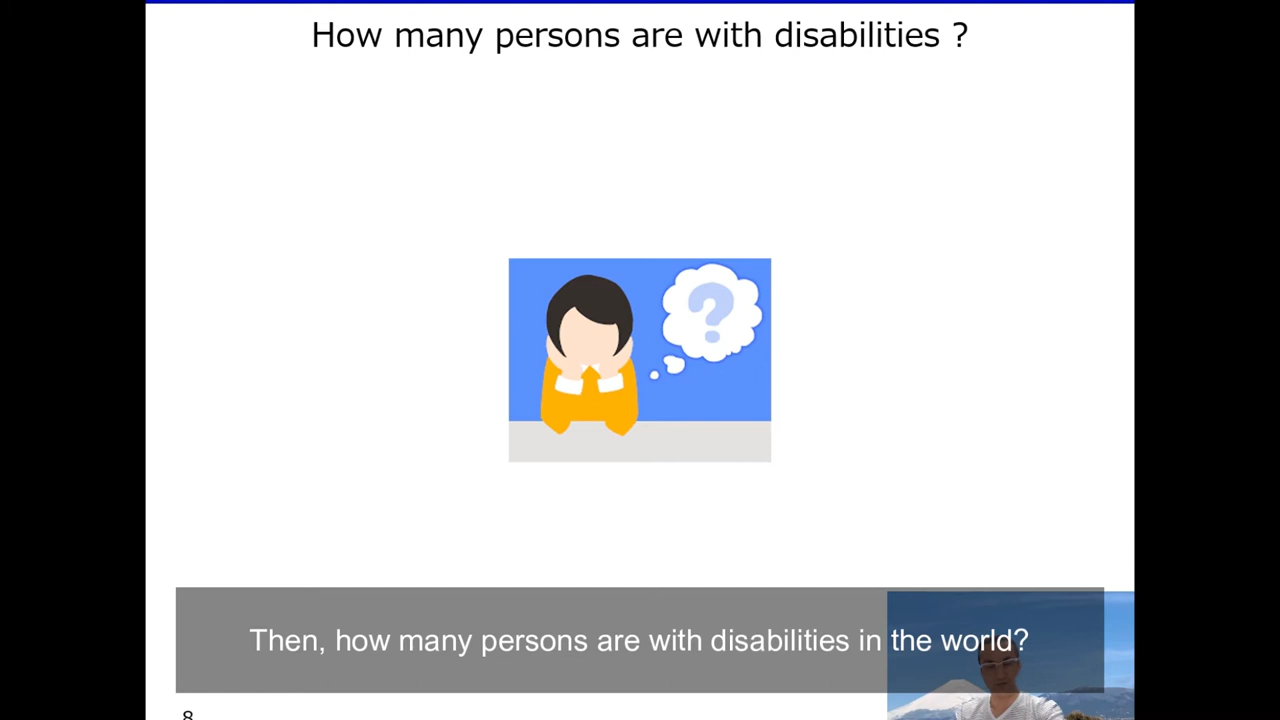 How many persons are with disabilities ?
?
Then, how many persons are with disabilities in the world?
8